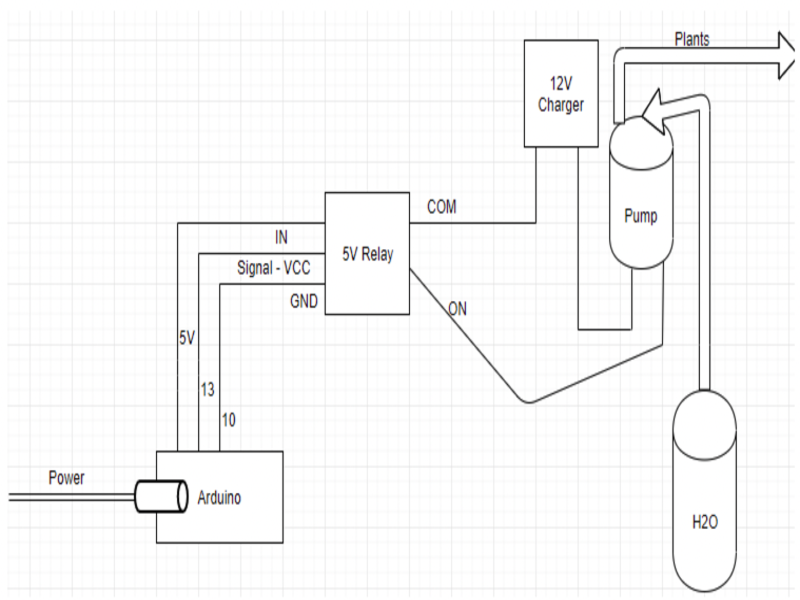 Plants
12V
Charger
Pump
COM
IN
5V Relay
Signal - VCC
GND
ON
5V
13
10
Power
Arduino
H2O